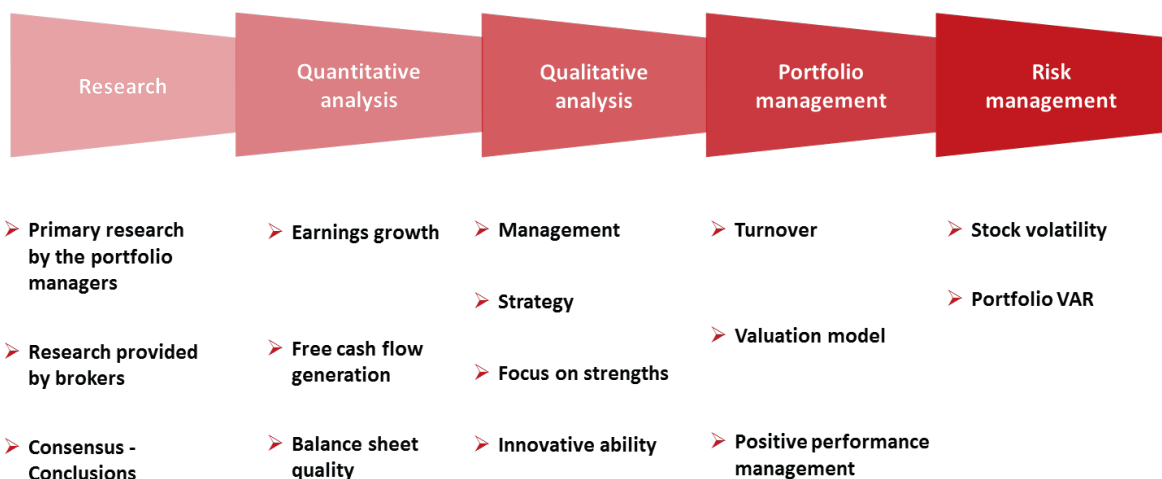 Research
Quantitative
analysis
Qualitative
analysis
Portfolio
management
Risk
management
Primary research
by the portfolio
managers
Research provided
by brokers
Consensus -
Conclusions
Earnings growth
Free cash flow
generation
Balance sheet
quality
Management
Strategy
Focus on strengths
Innovative ability
Turnover
Valuation model
Positive performance
management
Stock volatility
Portfolio VAR